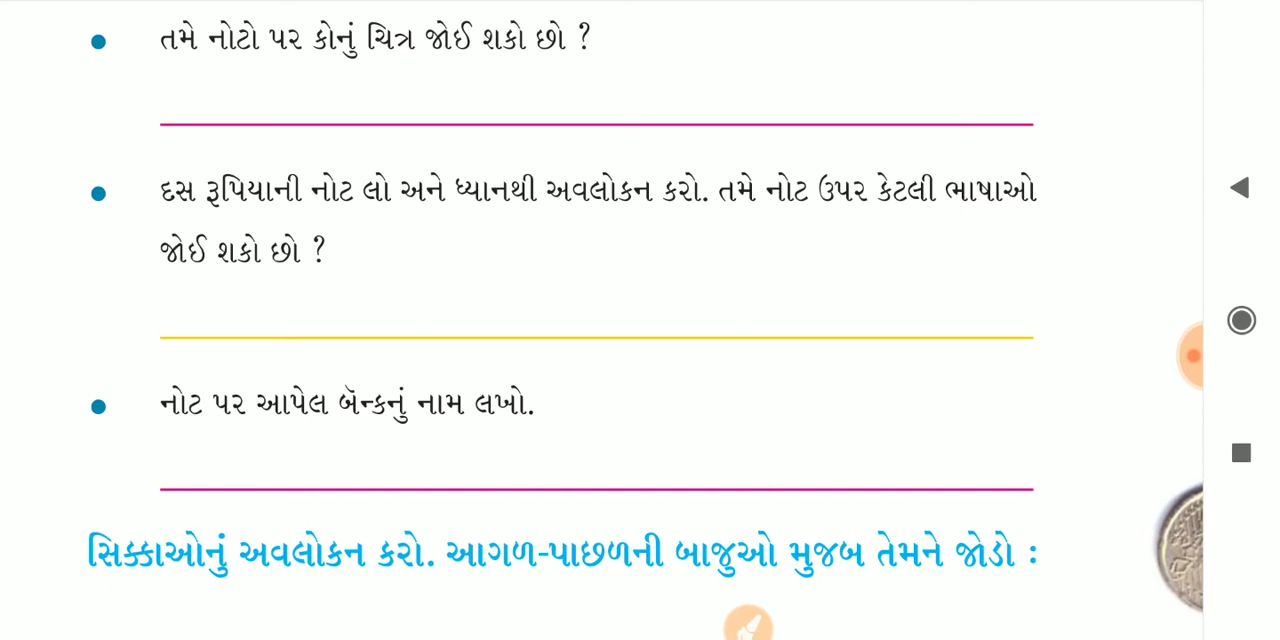 તમે નોટો પર કોનું ચિત્ર જોઈ શકો છો ?
દસ રૂપિયાની નોટ લો અને ધ્યાનથી અવલોકન કરો. તમે નોટ ઉપર કેટલી ભાષાઓ
જોઈ શકો છો ?
નોટ પર આપેલ બૅન્કનું નામ લખો.
સિક્કાઓનું અવલોકન કરો. આગળ-પાછળની બાજુઓ મુજબ તેમને જોડો :